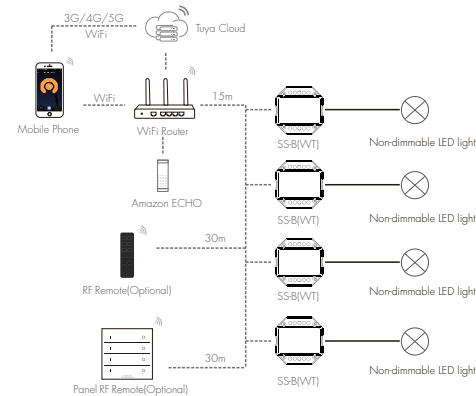 3G/4G/5G
WiFi
Tuya Cloud
WiFi
15m
Mobile Phone
WiFi Router
SS-B(WT)
Non-dimmable LED light
Amazon ECHO
SS-B(WT)
Non-dimmable LED light
30m
RF Remote(Optional)
SS-B(WT)
Non-dimmable LED light
30m
Panel RF Remote(Optional)
SS-B(WT)
Non-dimmable LED light